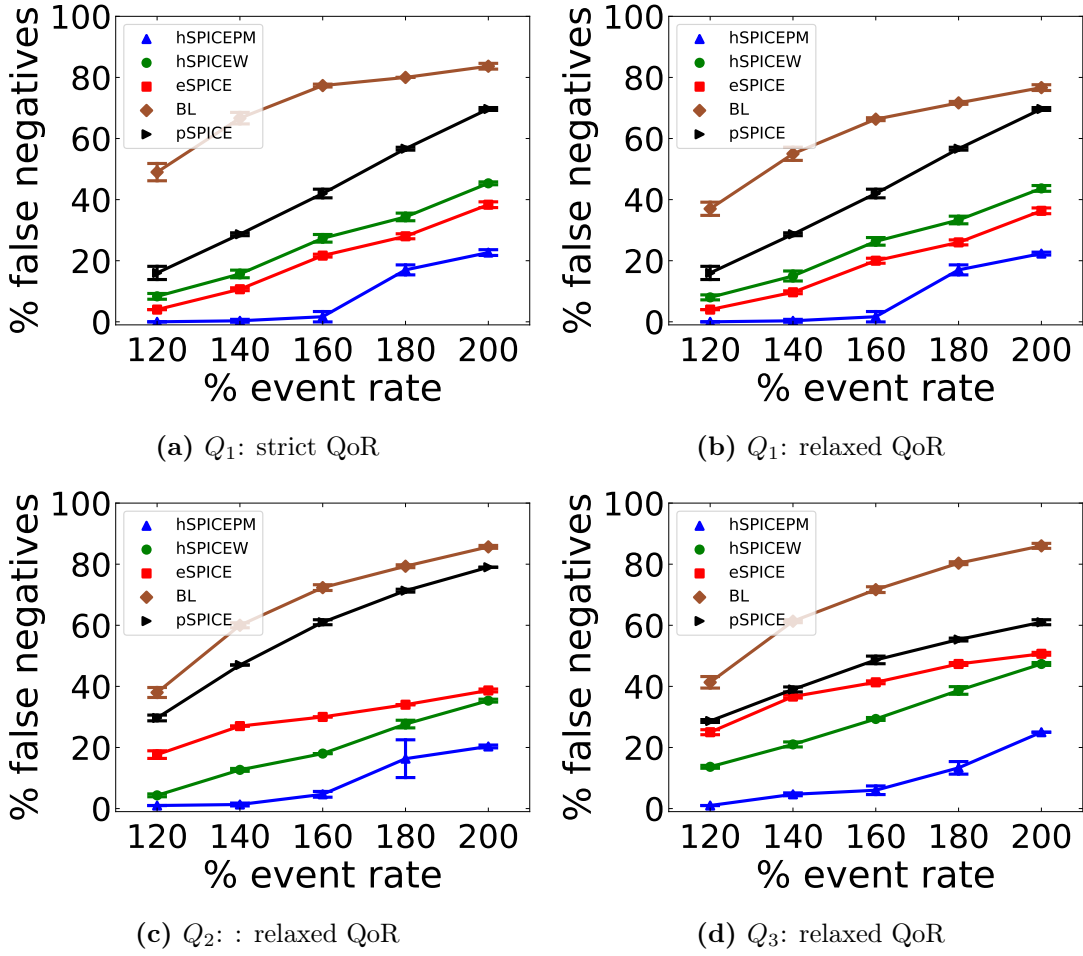 % false negatives
100
80
60
40
20
0
hSPICEPM
hSPICEW
eSPICE
BL
pSPICE
120 140 160 180 200
% event rate
(a) Q1: strict QoR
% false negatives
100
80
60
40
20
0
hSPICEPM
hSPICEW
eSPICE
BL
pSPICE
120 140 160 180 200
% event rate
(b) Q1: relaxed QoR
% false negatives
100
80
60
40
20
0
hSPICEPM
hSPICEW
eSPICE
BL
pSPICE
120 140 160 180 200
% event rate
(c) Q2: : relaxed QoR
% false negatives
100
80
60
40
20
0
hSPICEPM
hSPICEW
eSPICE
BL
pSPICE
120 140 160 180 200
% event rate
(d) Q3: relaxed QoR